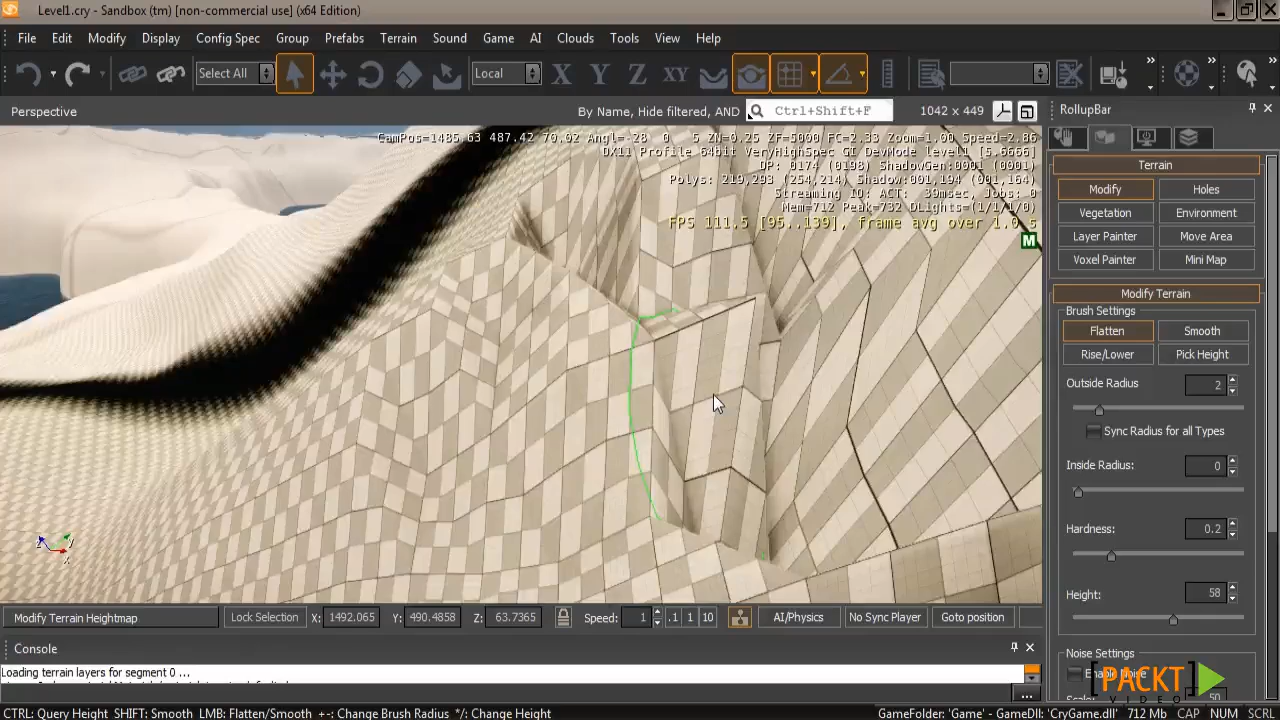 Level1.cry - Sandbox (tm) [non-commercial use] (x64 Edition)
File Edit Modify Display Config Spec Group Prefabs Terrain Sound Game AI Clouds Tools View Help
Select All Local X Y Z XY
Perspective By Name, Hide filtered, AND Ctrl+Shift+F 1042 x 449
RollupBar
CamPos=1485.63 487.42 70.02 Angl=-28 0 5 ZN=0.25 ZF=5000 FC=2.33 Zoom=1.00 Speed=2.86
DX11 Profile 64bit VeryHighSpec GI DevMode level1 [5.6666]
DP: 0174 (0198) ShadowGen:0001 (0001)
Polys: 219,293 (254,214) Shadow:001,194 (001,164)
Streaming IO: ACT: 39msec, Jobs: 0
Mem=712 Peak=732 DLights=(1/1/1/0)
FPS 111.5 [95..139], frame avg over 1.0 s
M
Terrain
Modify Holes
Vegetation Environment
Layer Painter Move Area
Voxel Painter Mini Map
Modify Terrain
Brush Settings
Flatten Smooth
Rise/Lower Pick Height
Outside Radius 2
Sync Radius for all Types
Inside Radius: 0
Hardness: 0.2
Height: 58
Noise Settings
z y x
Modify Terrain Heightmap Lock Selection X: 1492.065 Y: 490.4858 Z: 63.7365 Speed: 1 .1 1 10 AI/Physics No Sync Player Goto position
Console
Loading terrain layers for segment 0 ...
...
[PACKT]
VIDEO
50
CTRL: Query Height SHIFT: Smooth LMB: Flatten/Smooth +-: Change Brush Radius */: Change Height
GameFolder: 'Game' - GameDll: 'CryGame.dll' 712 Mb CAP NUM SCRL